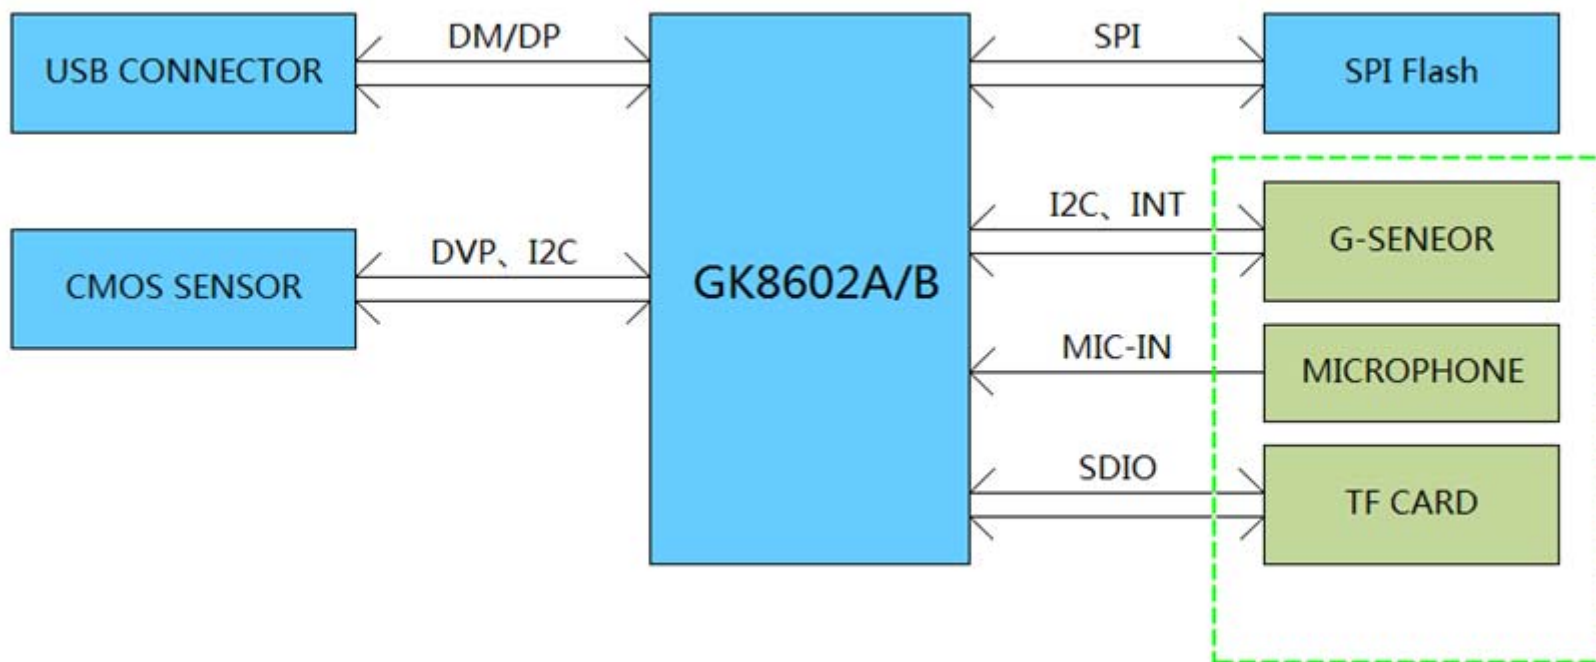 USB CONNECTOR
DM/DP
SPI
SPI Flash
I2C、INT
G-SENEOR
CMOS SENSOR
DVP、I2C
GK8602A/B
MIC-IN
MICROPHONE
SDIO
TF CARD